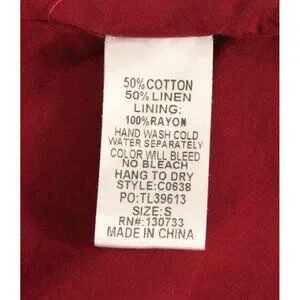 50% COTTON
50% LINEN
LINING:
100%RAYON
HAND WASH COLD
WATER SEPARATELY
COLOR WILL BLEED
NO BLEACH
HANG TO DRY
STYLE:C0638
PO:TL39613
SIZE:S
RN#:130733
MADE IN CHINA